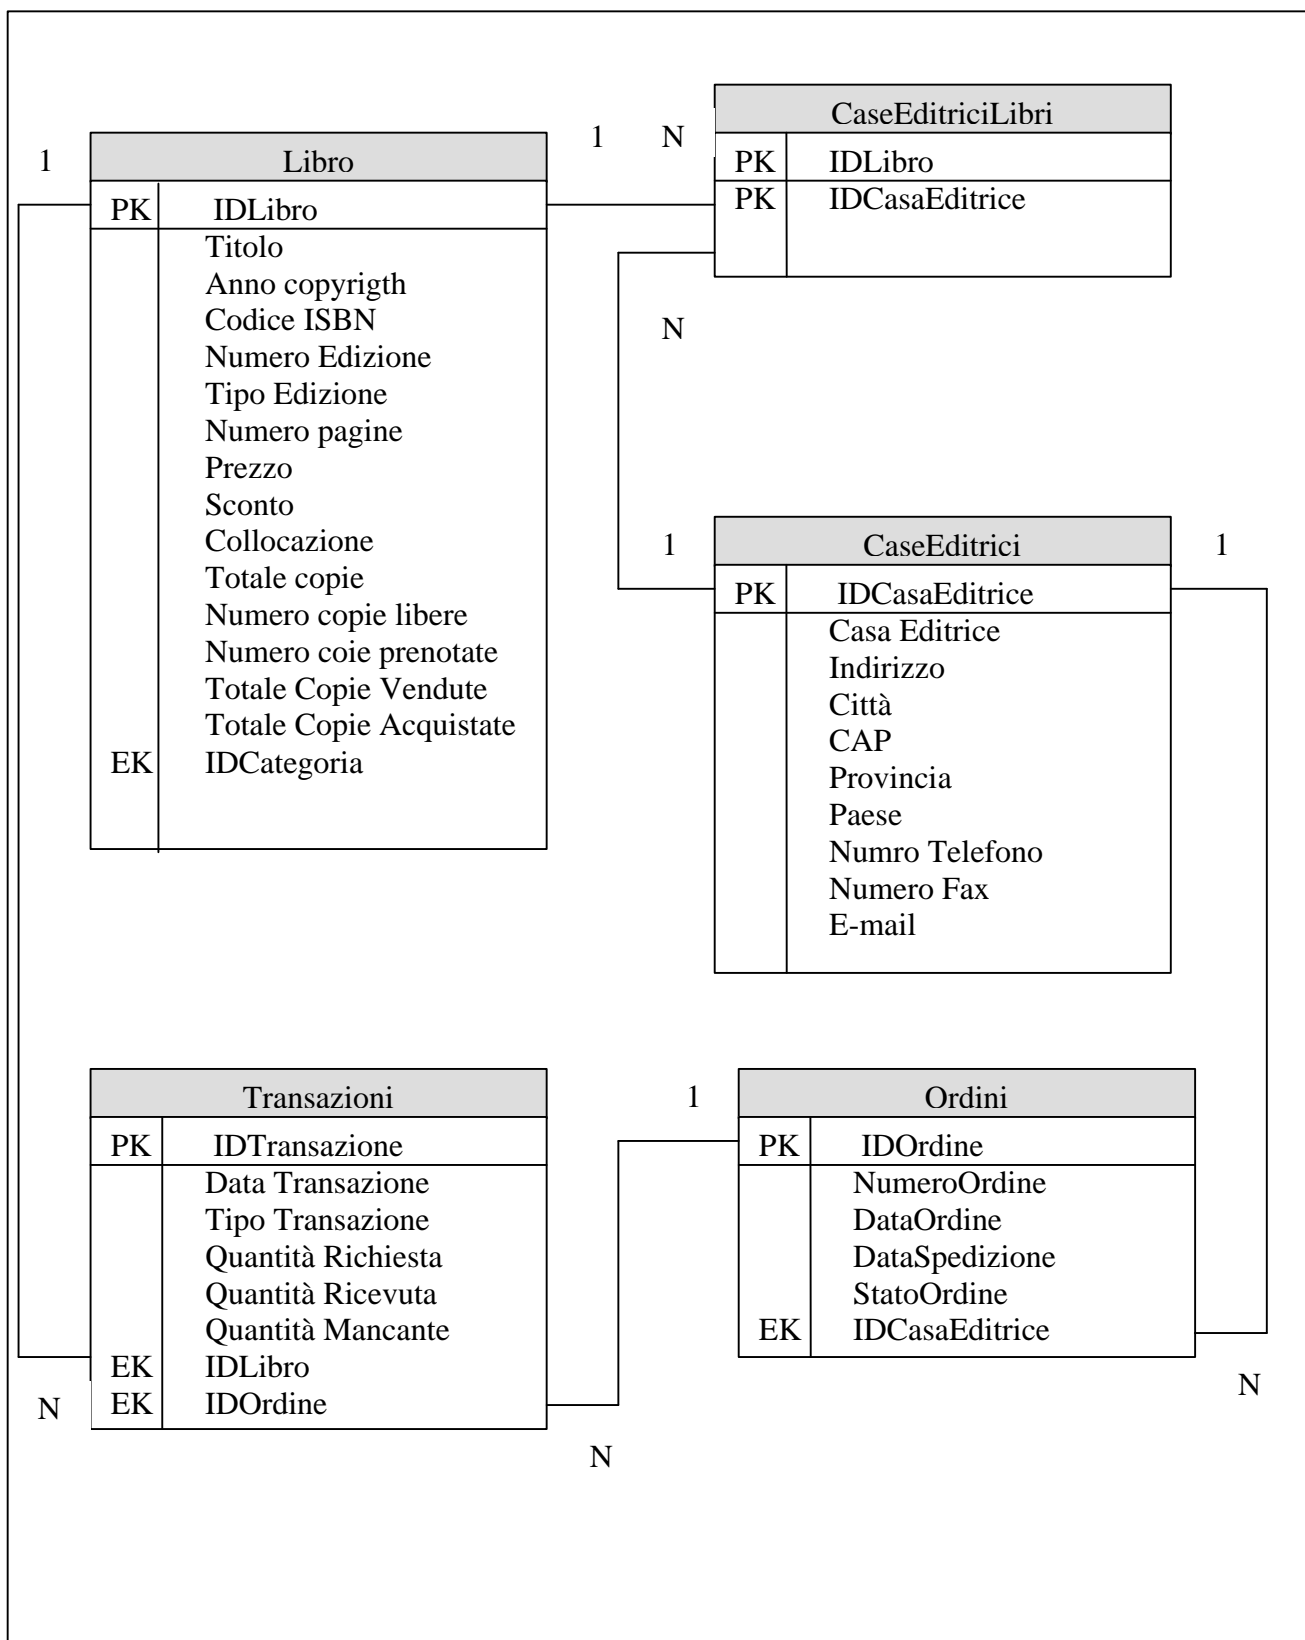 1
Libro
PK IDLibro
Titolo
Anno copyrigth
Codice ISBN
Numero Edizione
Tipo Edizione
Numero pagine
Prezzo
Sconto
Collocazione
Totale copie
Numero copie libere
Numero coie prenotate
Totale Copie Vendute
Totale Copie Acquistate
EK IDCategoria
1 N
CaseEditriciLibri
PK IDLibro
PK IDCasaEditrice
N
1
CaseEditrici
1
PK IDCasaEditrice
Casa Editrice
Indirizzo
Città
CAP
Provincia
Paese
Numro Telefono
Numero Fax
E-mail
Transazioni
PK IDTransazione
Data Transazione
Tipo Transazione
Quantità Richiesta
Quantità Ricevuta
Quantità Mancante
EK IDLibro
N EK IDOrdine
N
1
Ordini
PK IDOrdine
NumeroOrdine
DataOrdine
DataSpedizione
StatoOrdine
EK IDCasaEditrice
N